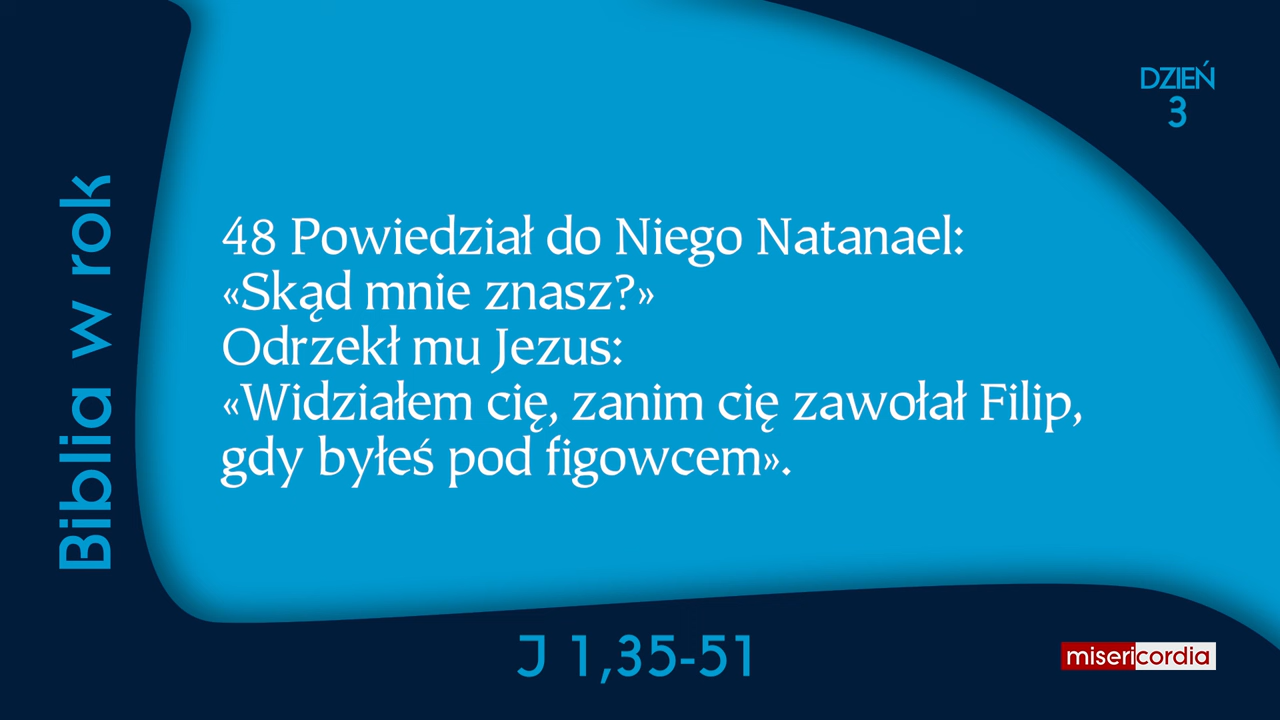 DZIEŃ
3
Biblia w rok
48 Powiedział do Niego Natanael:
«Skąd mnie znasz?»
Odrzekł mu Jezus:
«Widziałem cię, zanim cię zawołał Filip,
gdy byłeś pod figowcem».
J 1,35-51
misericordia